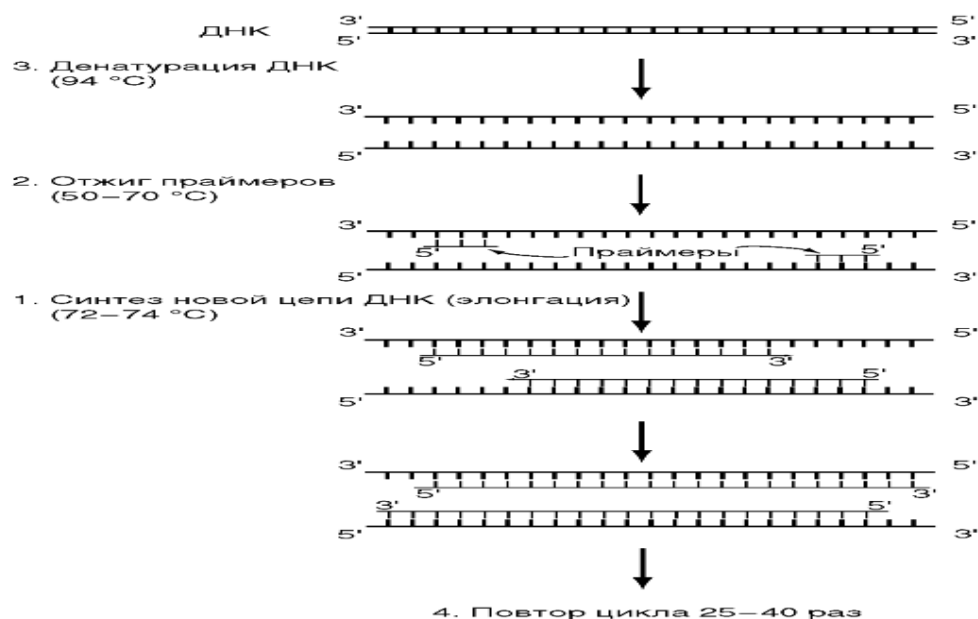 3' 5'
ДНК
5' 3'
3. Денатурация ДНК
(94 °C)
3' 5'
5' 3'
2. Отжиг праймеров
(50–70 °C)
3' 5'
5' Праймеры 5'
5' 3'
1. Синтез новой цепи ДНК (элонгация)
(72–74 °C)
3' 5'
5' 3'
3' 5'
5' 3'
3' 5'
5' 3'
3' 5'
5' 3'
4. Повтор цикла 25–40 раз